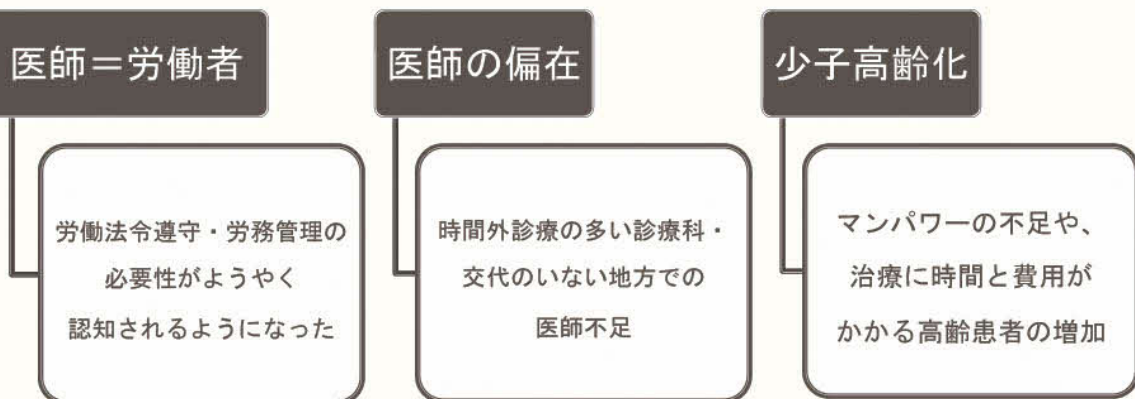 医師＝労働者
労働法令遵守・労務管理の
必要性がようやく
認知されるようになった
医師の偏在
時間外診療の多い診療科・
交代のいない地方での
医師不足
少子高齢化
マンパワーの不足や、
治療に時間と費用が
かかる高齢患者の増加